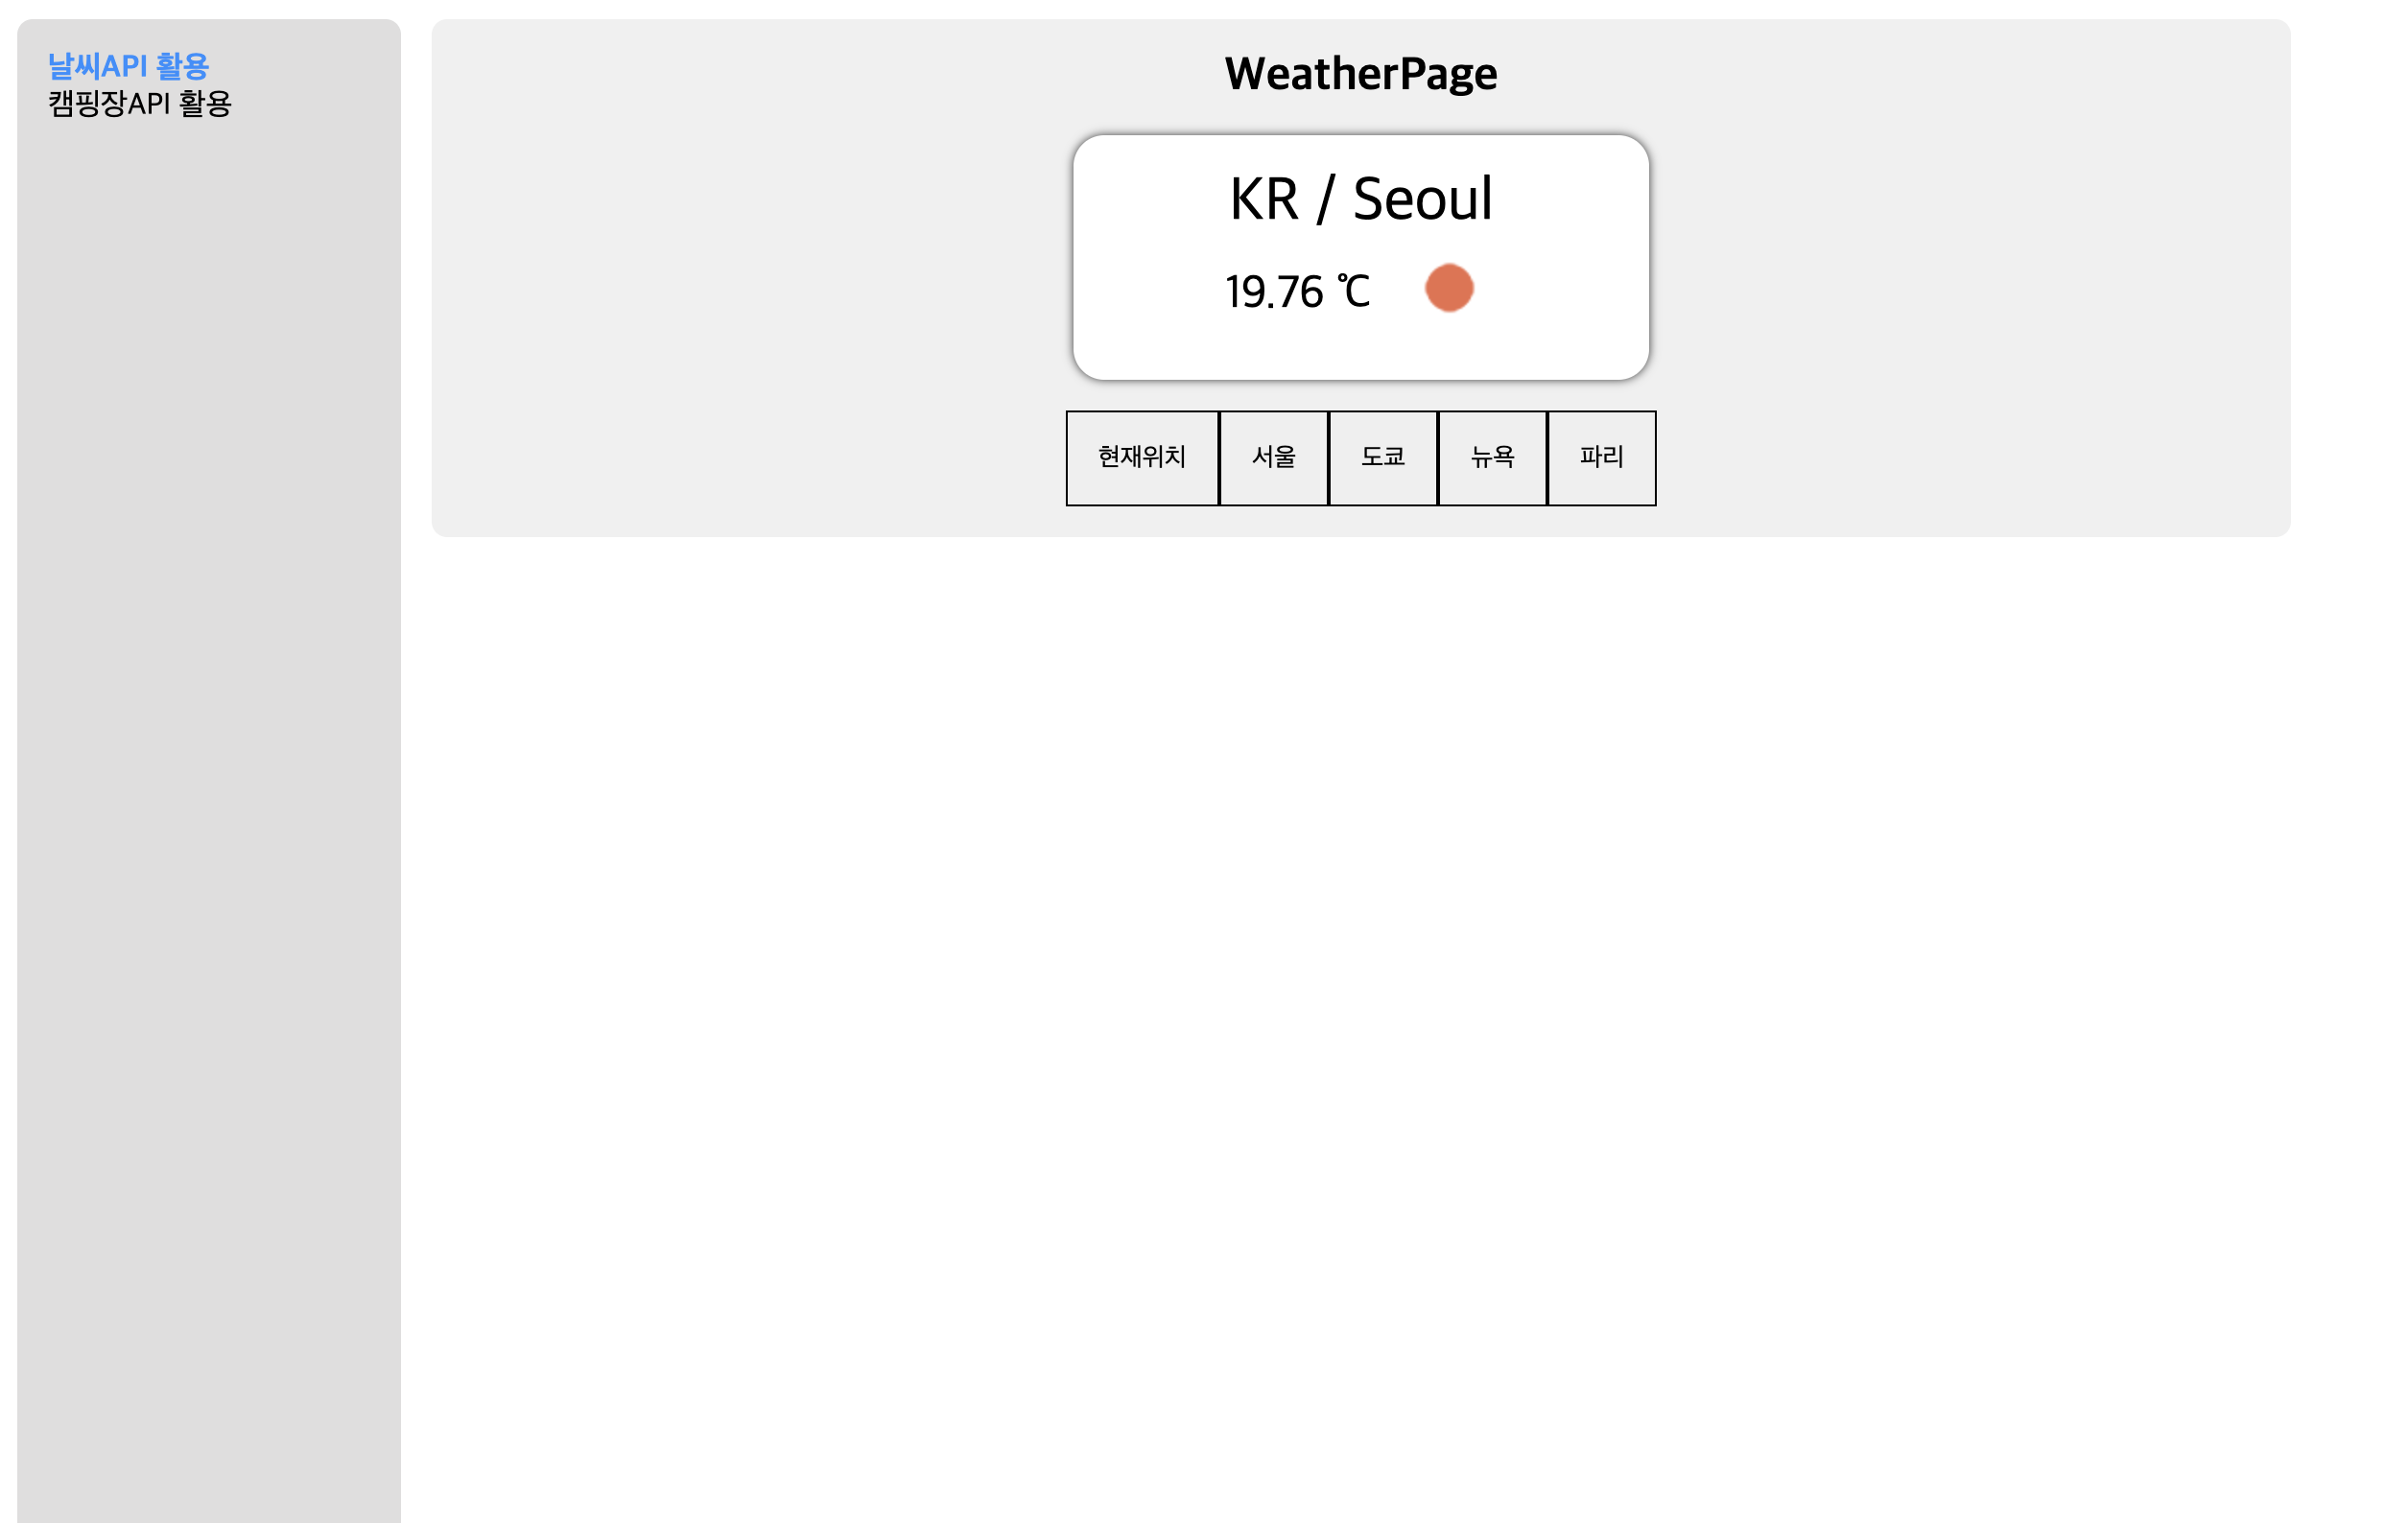 날씨API 활용
캠핑장API 활용
WeatherPage
KR / Seoul
19.76 ℃
현재위치 서울 도쿄 뉴욕 파리